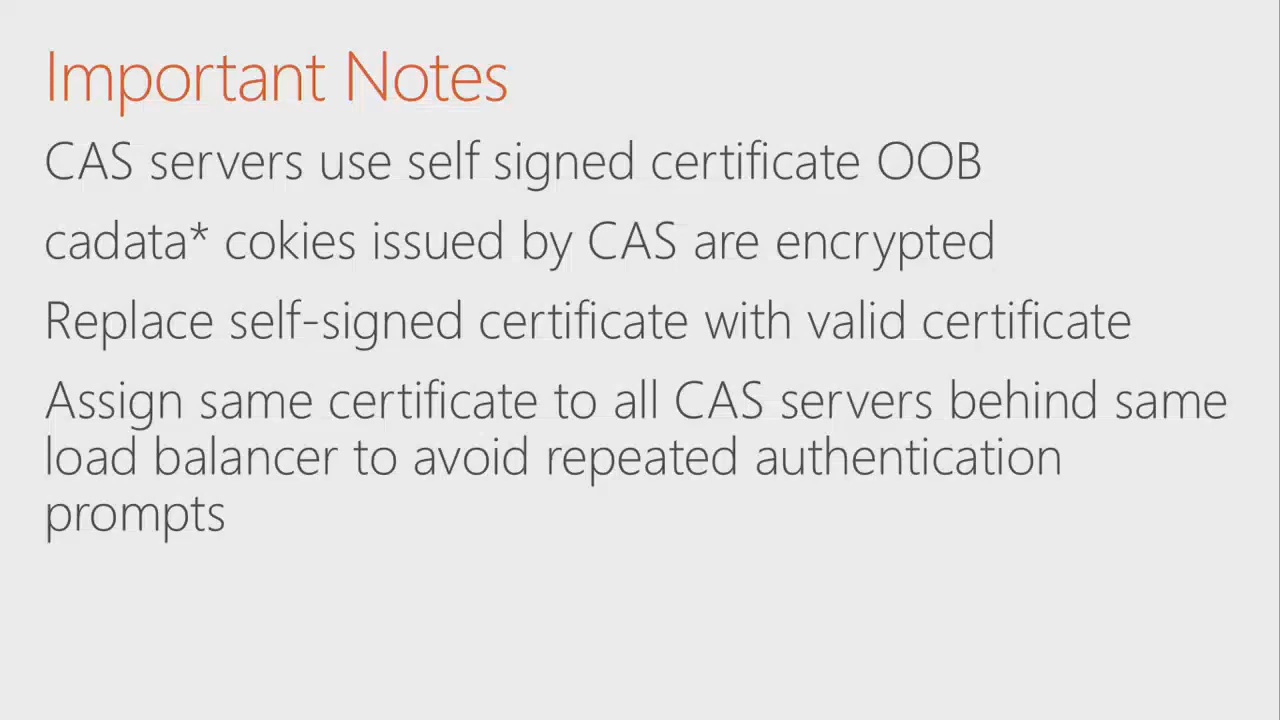 Important Notes
CAS servers use self signed certificate OOB
cadata* cokies issued by CAS are encrypted
Replace self-signed certificate with valid certificate
Assign same certificate to all CAS servers behind same
load balancer to avoid repeated authentication
prompts